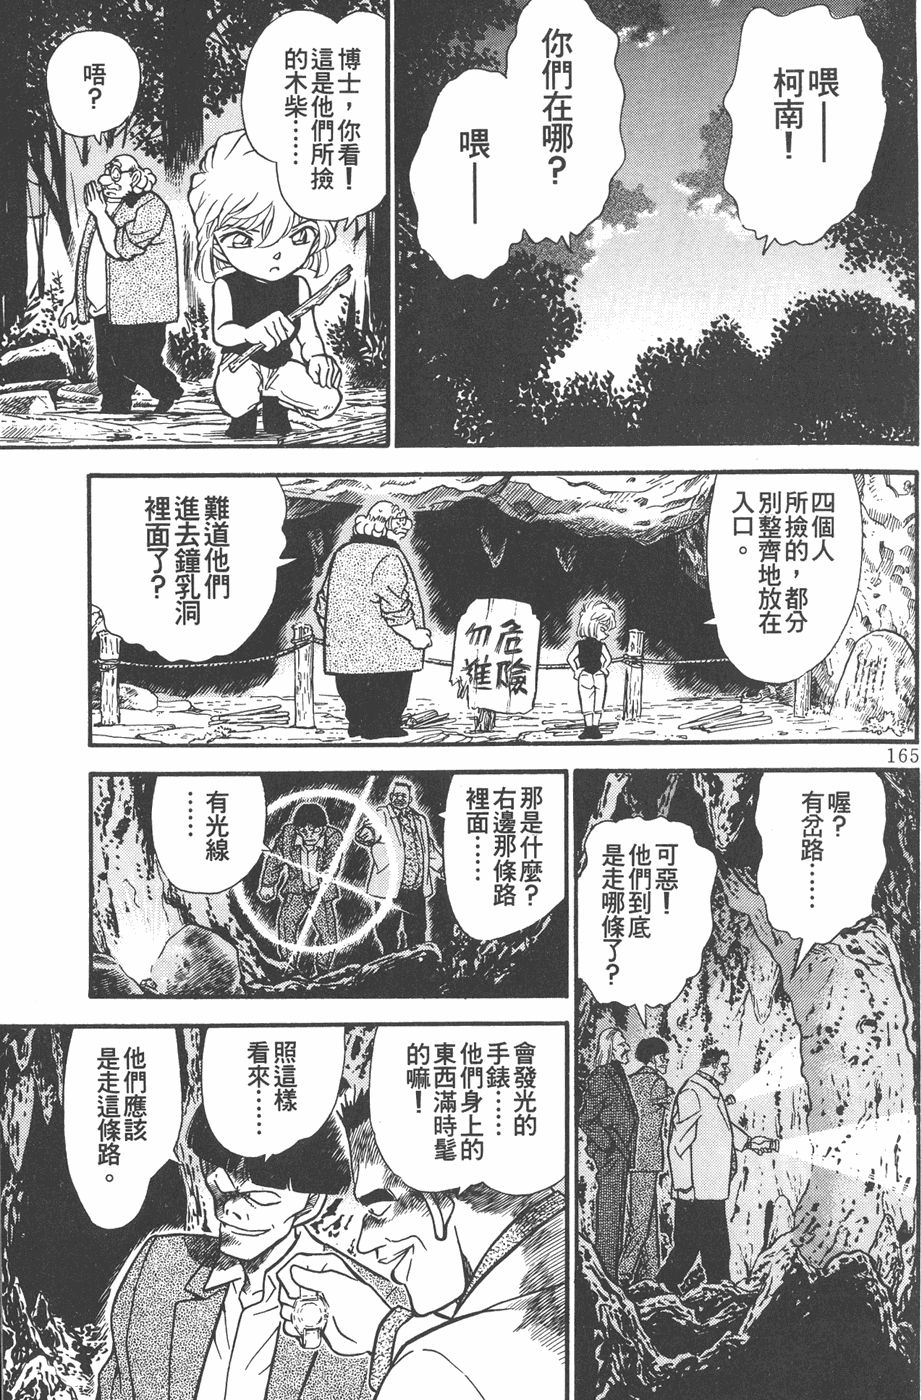 喂——
柯南！
你們在哪？
喂——
博士，你看！
這是他們所撿
的木柴……
唔？
四個人
所撿的，都分
別整齊地放在
入口。
危險
勿進
難道他們
進去鐘乳洞
裡面了？
165
喔？
有岔路……
可惡！
他們到底
是走哪條了？
那是什麼？
右邊那條路
裡面……
有光線
……
會發光的
手錶……
他們身上的
東西滿時髦
的嘛！
照這樣
看來……
他們應該
是走這條路。